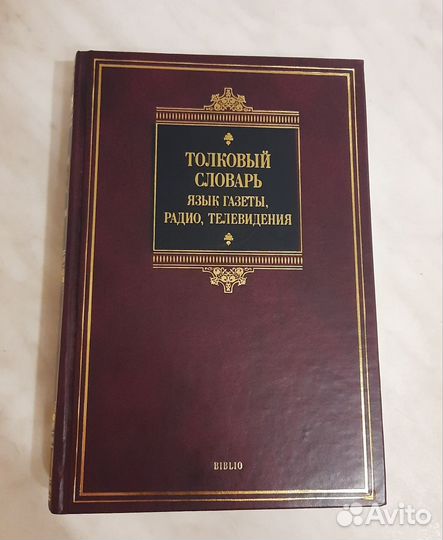 ТОЛКОВЫЙ
СЛОВАРЬ
ЯЗЫК ГАЗЕТЫ,
РАДИО, ТЕЛЕВИДЕНИЯ
BIBLIO
Avito